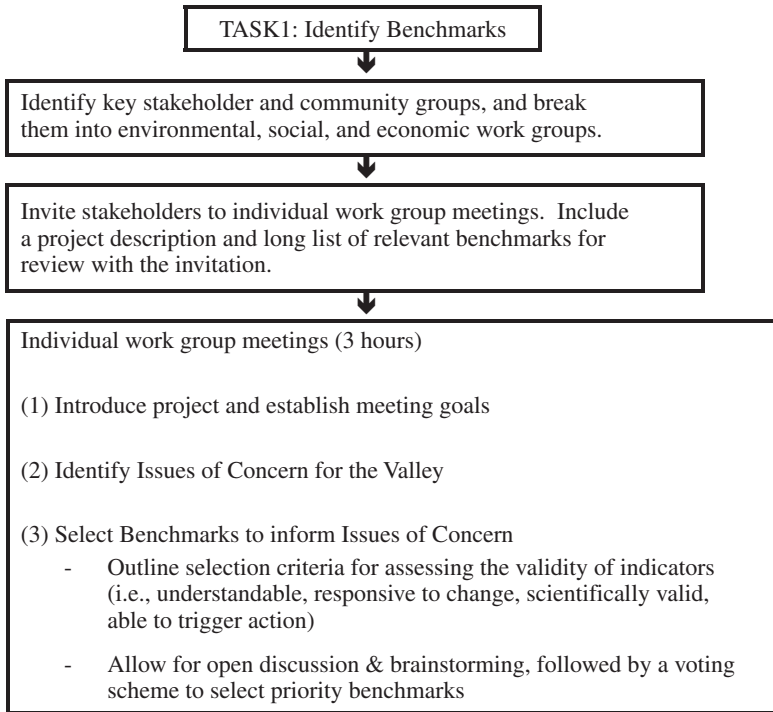 TASK1: Identify Benchmarks
Identify key stakeholder and community groups, and break
them into environmental, social, and economic work groups.
Invite stakeholders to individual work group meetings.  Include
a project description and long list of relevant benchmarks for
review with the invitation.
Individual work group meetings (3 hours)
(1) Introduce project and establish meeting goals
(2) Identify Issues of Concern for the Valley
(3) Select Benchmarks to inform Issues of Concern
- Outline selection criteria for assessing the validity of indicators
(i.e., understandable, responsive to change, scientifically valid,
able to trigger action)
- Allow for open discussion & brainstorming, followed by a voting
scheme to select priority benchmarks